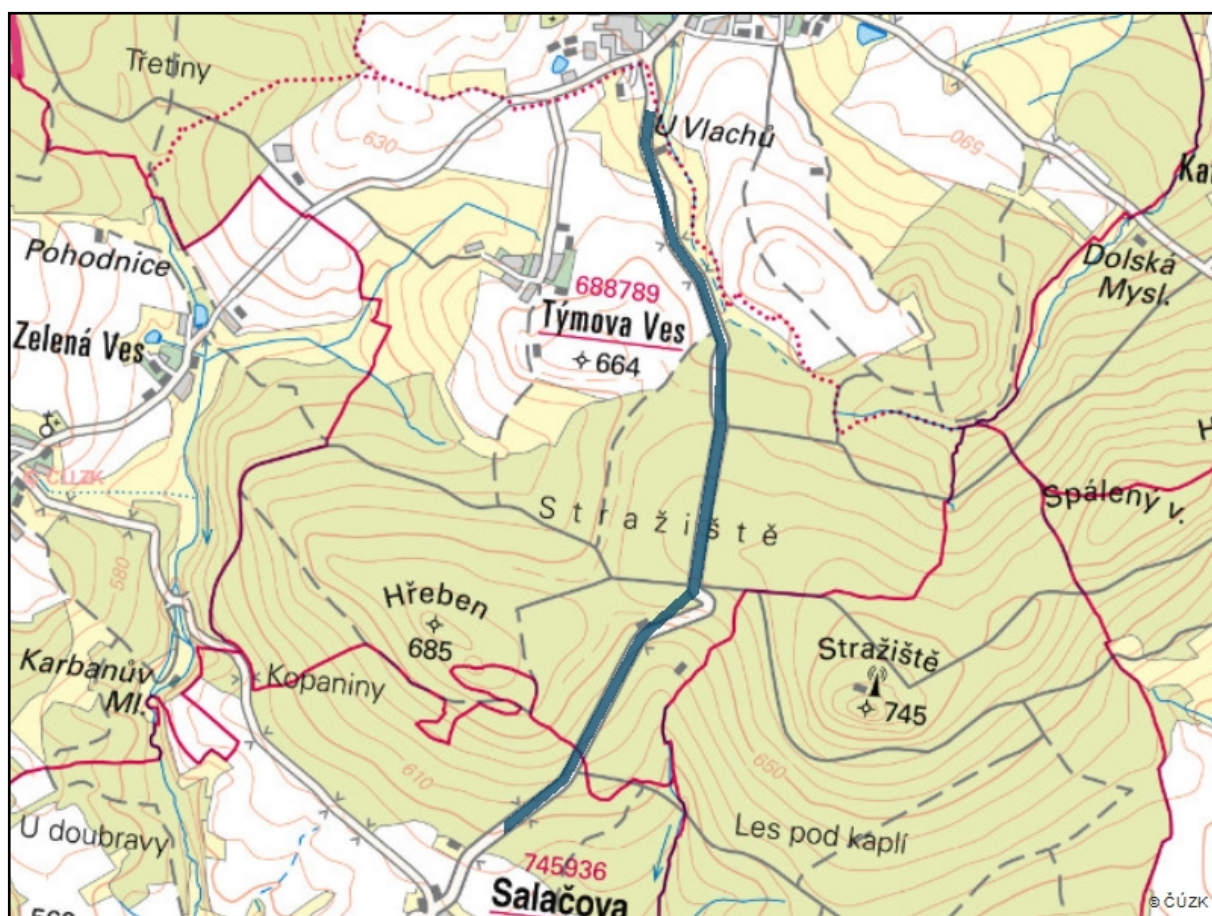 Třetiny
U Vlachů
630
590
Pohodnice
Dolská
Mysl.
688789
Týmova Ves
664
Zelená Ves
© ČÚZK
Spálený v.
Stražiště
580
Hřeben
685
Stražiště
745
Karbanův
Ml.
Kopaniny
610
650
U doubravy
Les pod kaplí
745936
Salačova
© ČÚZK